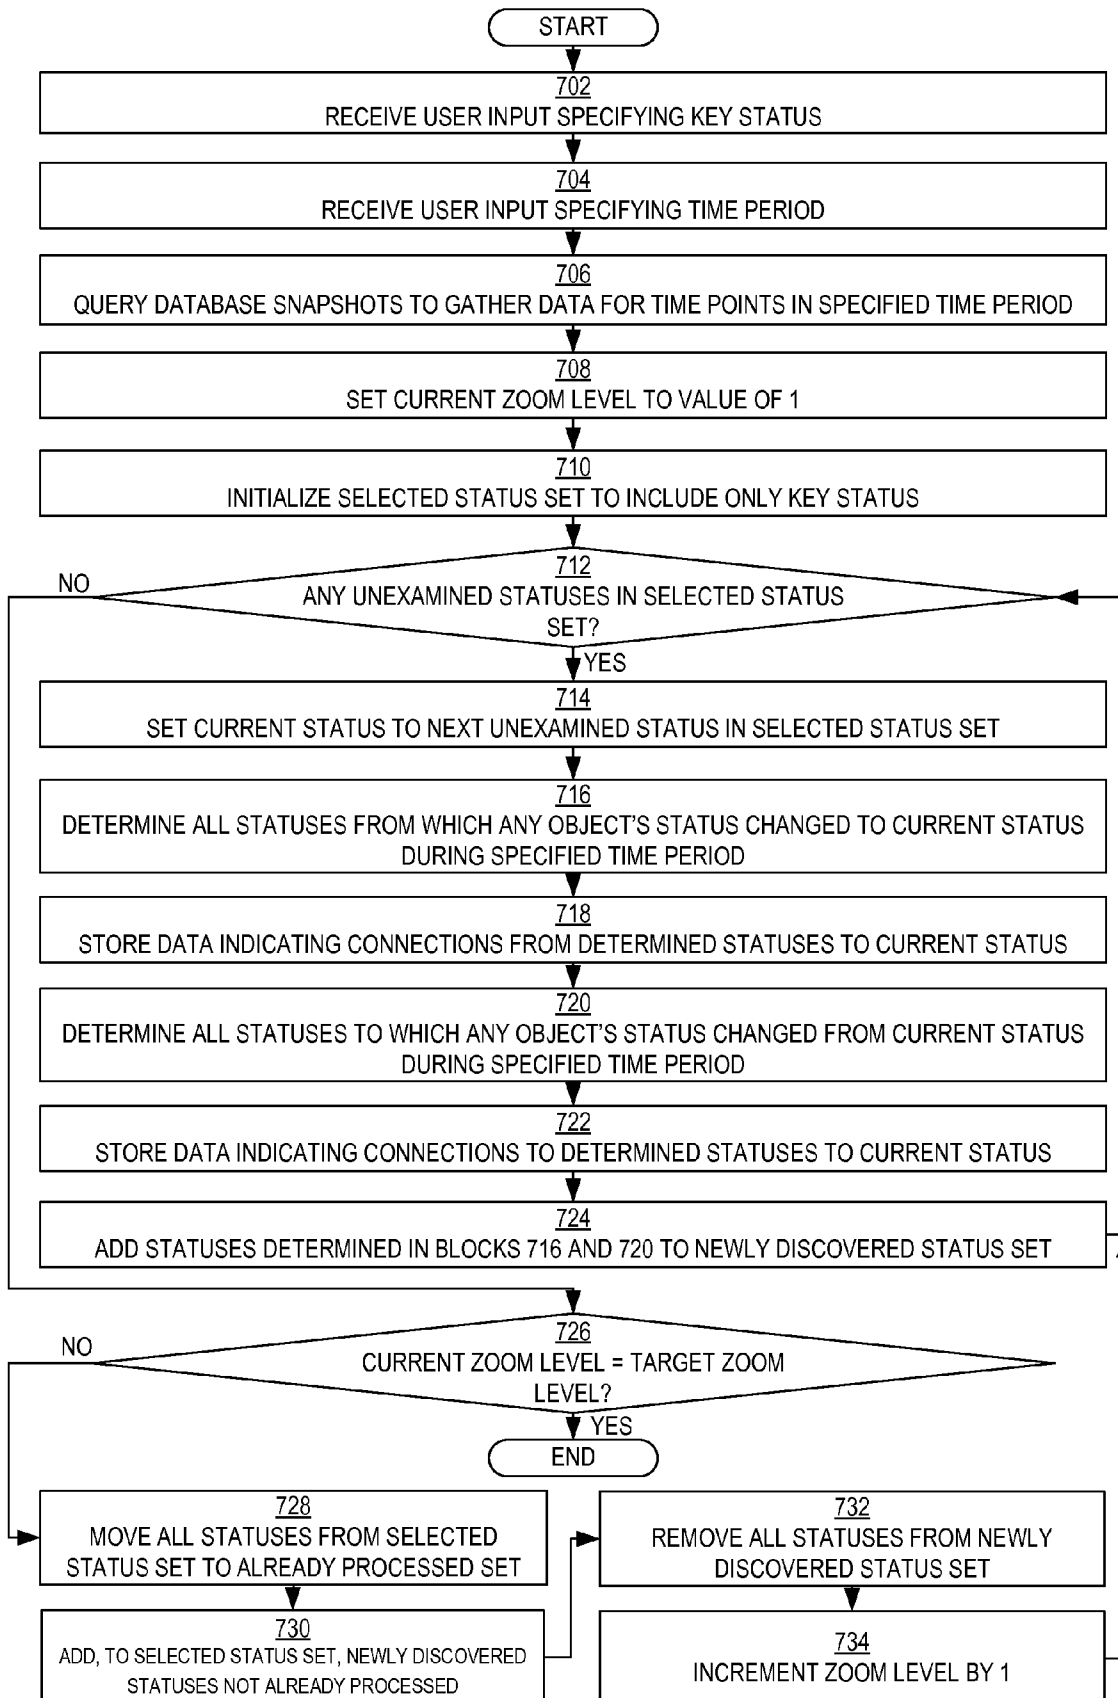 START
702
RECEIVE USER INPUT SPECIFYING KEY STATUS
704
RECEIVE USER INPUT SPECIFYING TIME PERIOD
706
QUERY DATABASE SNAPSHOTS TO GATHER DATA FOR TIME POINTS IN SPECIFIED TIME PERIOD
708
SET CURRENT ZOOM LEVEL TO VALUE OF 1
710
INITIALIZE SELECTED STATUS SET TO INCLUDE ONLY KEY STATUS
712
NO
ANY UNEXAMINED STATUSES IN SELECTED STATUS
SET?
YES
714
SET CURRENT STATUS TO NEXT UNEXAMINED STATUS IN SELECTED STATUS SET
716
DETERMINE ALL STATUSES FROM WHICH ANY OBJECT'S STATUS CHANGED TO CURRENT STATUS
DURING SPECIFIED TIME PERIOD
718
STORE DATA INDICATING CONNECTIONS FROM DETERMINED STATUSES TO CURRENT STATUS
720
DETERMINE ALL STATUSES TO WHICH ANY OBJECT'S STATUS CHANGED FROM CURRENT STATUS
DURING SPECIFIED TIME PERIOD
722
STORE DATA INDICATING CONNECTIONS TO DETERMINED STATUSES TO CURRENT STATUS
724
ADD STATUSES DETERMINED IN BLOCKS 716 AND 720 TO NEWLY DISCOVERED STATUS SET
726
NO
CURRENT ZOOM LEVEL = TARGET ZOOM
LEVEL?
YES
END
728
MOVE ALL STATUSES FROM SELECTED
STATUS SET TO ALREADY PROCESSED SET
730
ADD, TO SELECTED STATUS SET, NEWLY DISCOVERED
STATUSES NOT ALREADY PROCESSED
732
REMOVE ALL STATUSES FROM NEWLY
DISCOVERED STATUS SET
734
INCREMENT ZOOM LEVEL BY 1